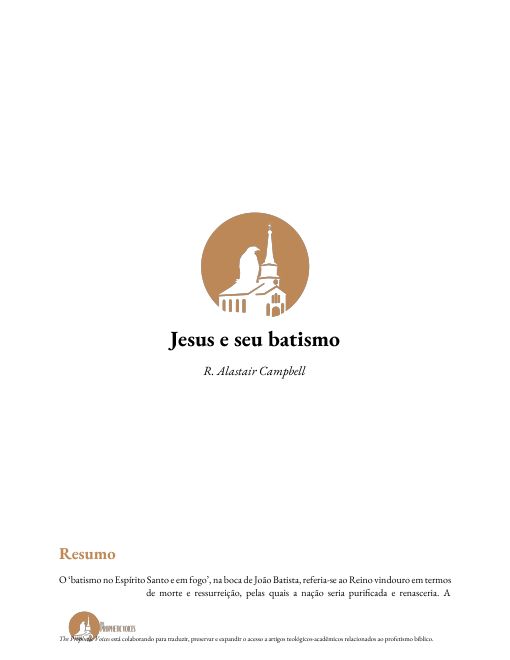 Jesus e seu batismo
R. Alastair Campbell
Resumo
O ‘batismo no Espírito Santo e em fogo’, na boca de João Batista, referia-se ao Reino vindouro em termos
de morte e ressurreição, pelas quais a nação seria purificada e renasceria. A
PROPHETIC VOICES
The Prophetic Voices está colaborando para traduzir, preservar e expandir o acesso a artigos teológicos-acadêmicos relacionados ao profetismo bíblico.